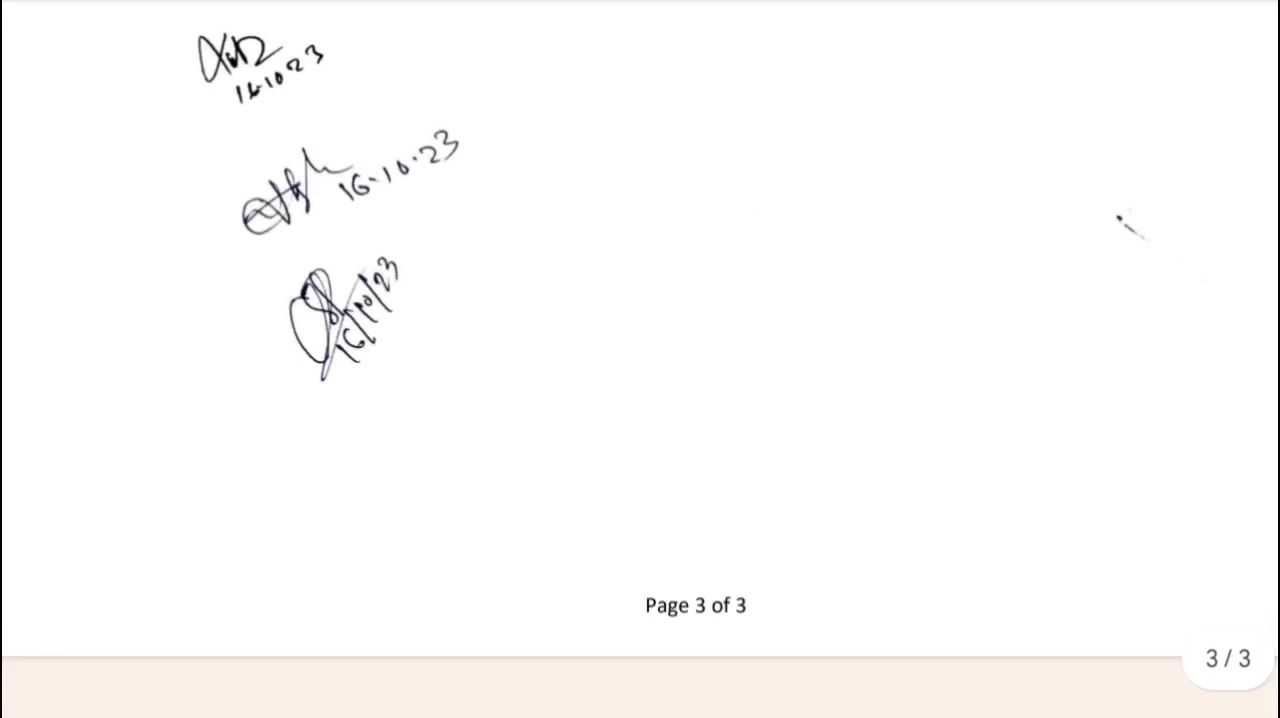 16.10.23
16.10.23
16/10/23
Page 3 of 3
3 / 3